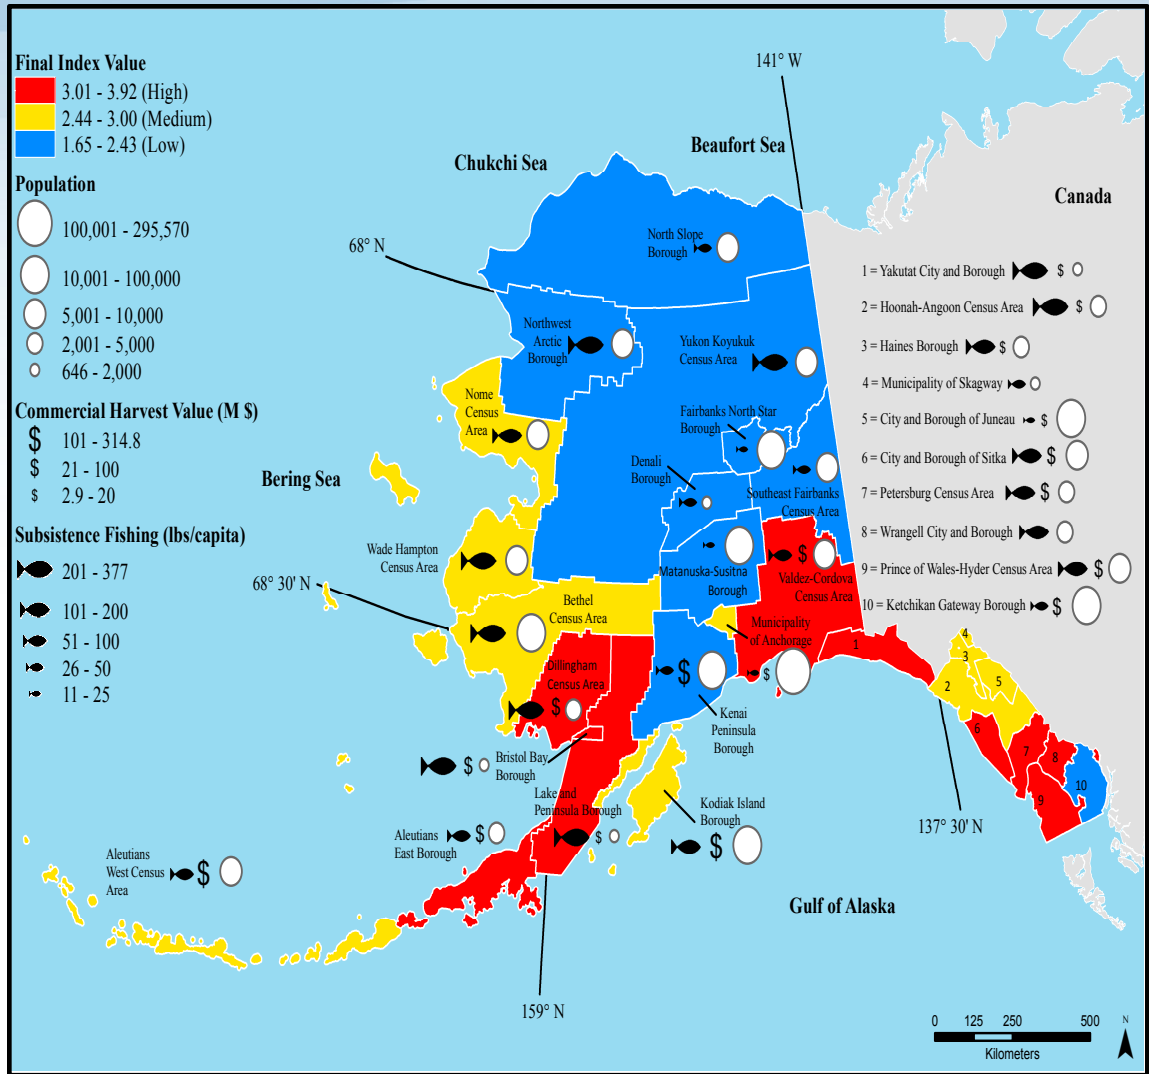 Final Index Value
3.01 - 3.92 (High)
2.44 - 3.00 (Medium)
1.65 - 2.43 (Low)
Population
100,001 - 295,570
10,001 - 100,000
5,001 - 10,000
2,001 - 5,000
646 - 2,000
Commercial Harvest Value (M $)
$ 101 - 314.8
$ 21 - 100
$ 2.9 - 20
Subsistence Fishing (lbs/capita)
201 - 377
101 - 200
51 - 100
26 - 50
11 - 25
141° W
Beaufort Sea
Chukchi Sea
Canada
68° N
North Slope
Borough
Northwest
Arctic
Borough
Yukon Koyukuk
Census Area
Nome
Census
Area
Fairbanks North Star
Borough
Denali
Borough
Southeast Fairbanks
Census Area
Bering Sea
Wade Hampton
Census Area
Matanuska-Susitna
Borough
$
Valdez-Cordova
Census Area
68° 30' N
Bethel
Census Area
Municipality
of Anchorage
$
Dillingham
Census Area
$
$
Kenai
Peninsula
Borough
$
Bristol Bay
Borough
Lake and
Peninsula Borough
$
Kodiak Island
Borough
$
Aleutians
East Borough
$
Aleutians
West Census
Area
$
1 = Yakutat City and Borough $
2 = Hoonah-Angoon Census Area $
3 = Haines Borough $
4 = Municipality of Skagway
5 = City and Borough of Juneau $
6 = City and Borough of Sitka $
7 = Petersburg Census Area $
8 = Wrangell City and Borough
9 = Prince of Wales-Hyder Census Area $
10 = Ketchikan Gateway Borough $
1
4
3
2
5
6
7
8
9
10
137° 30' N
Gulf of Alaska
159° N
0 125 250 500
Kilometers
N